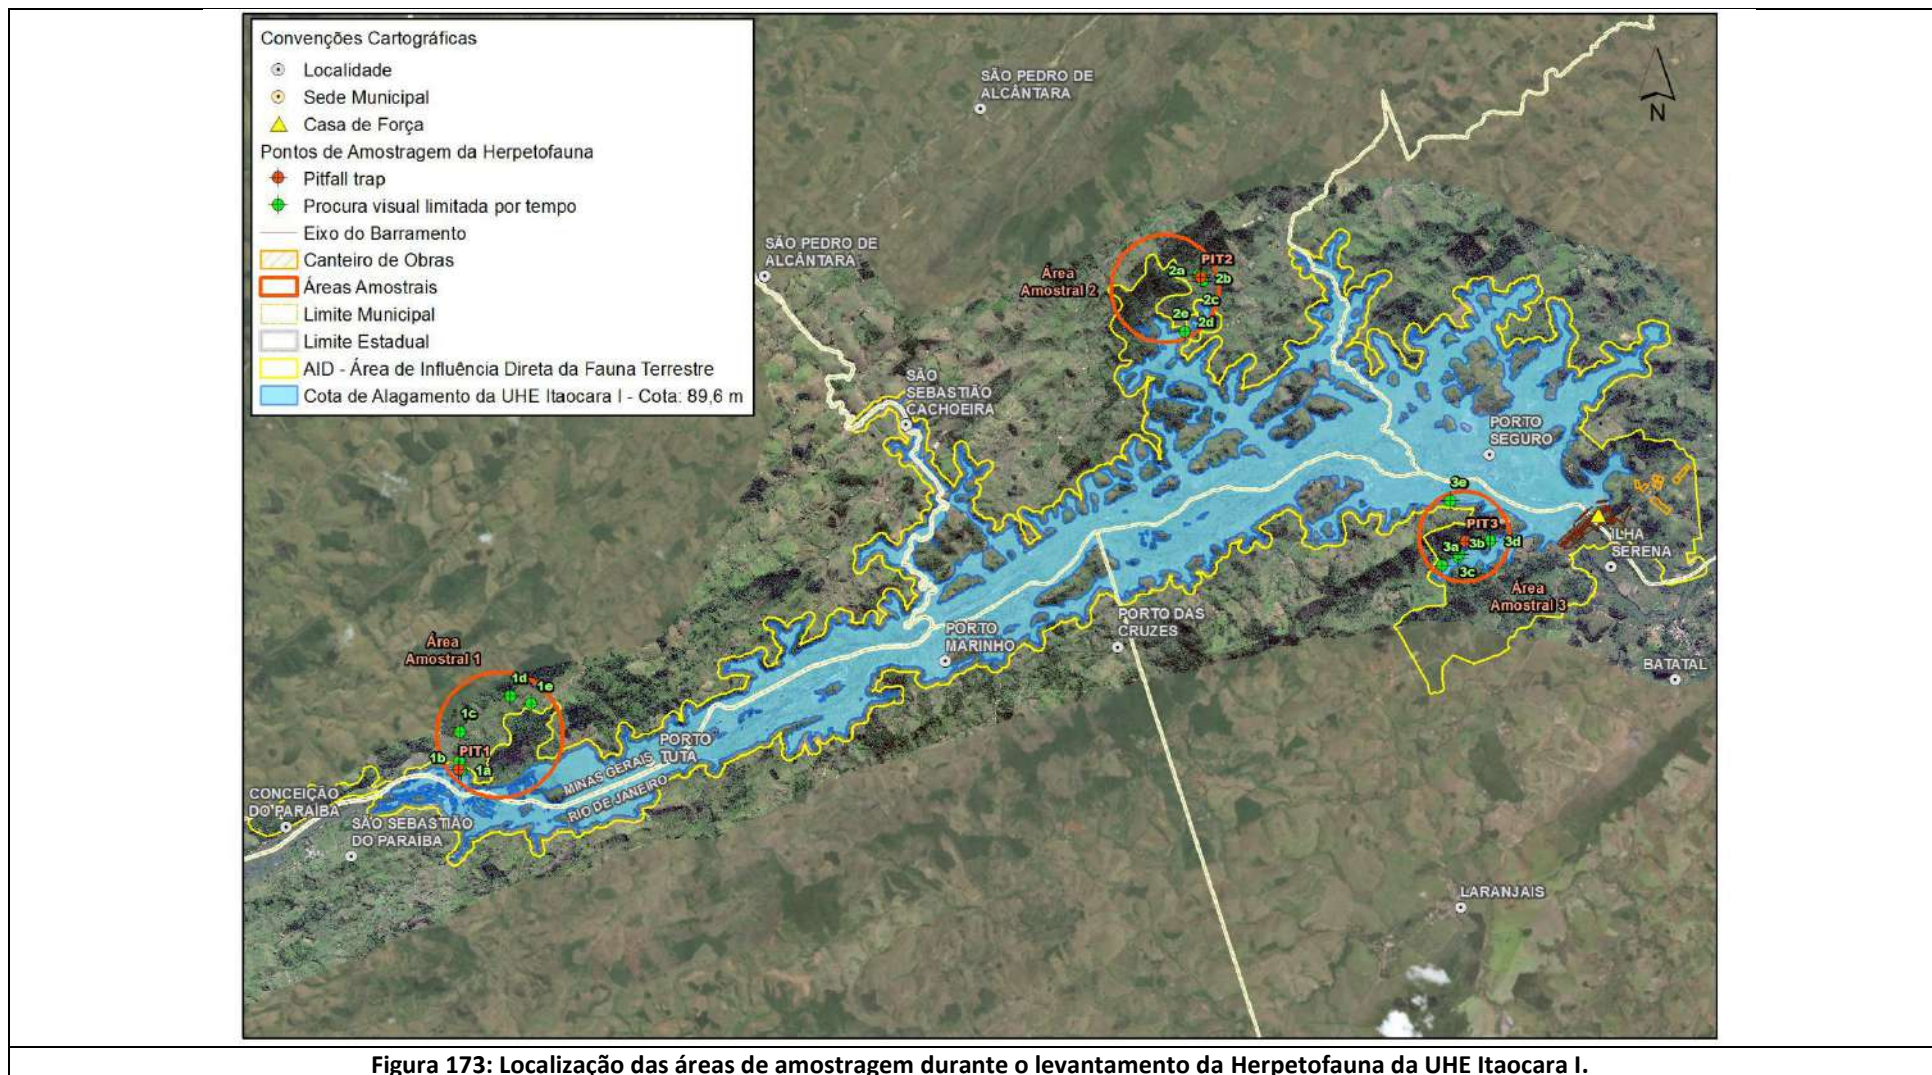 Convenções Cartográficas
Localidade
Sede Municipal
Casa de Força
Pontos de Amostragem da Herpetofauna
Pitfall trap
Procura visual limitada por tempo
Eixo do Barramento
Canteiro de Obras
Áreas Amostrais
Limite Municipal
Limite Estadual
AID - Área de Influência Direta da Fauna Terrestre
Cota de Alagamento da UHE Itaocara I - Cota: 89,6 m
SÃO PEDRO DE
ALCÂNTARA
N
SÃO PEDRO DE
ALCÂNTARA
Área
Amostral 2
PIT2
2a
2b
2c
2e
2d
SÃO
SEBASTIÃO
CACHOEIRA
PORTO
SEGURO
3e
PIT3
3a
3b
3d
3c
ILHA
SERENA
Área
Amostral 3
PORTO DAS
CRUZES
PORTO
MARINHO
BATATAL
Área
Amostral 1
1d
1e
1c
PIT1
1b
1a
PORTO
TUTA
MINAS GERAIS
RIO DE JANEIRO
CONCEIÇÃO
DO PARAÍBA
SÃO SEBASTIÃO
DO PARAÍBA
LARANJAIS
Figura 173: Localização das áreas de amostragem durante o levantamento da Herpetofauna da UHE Itaocara I.